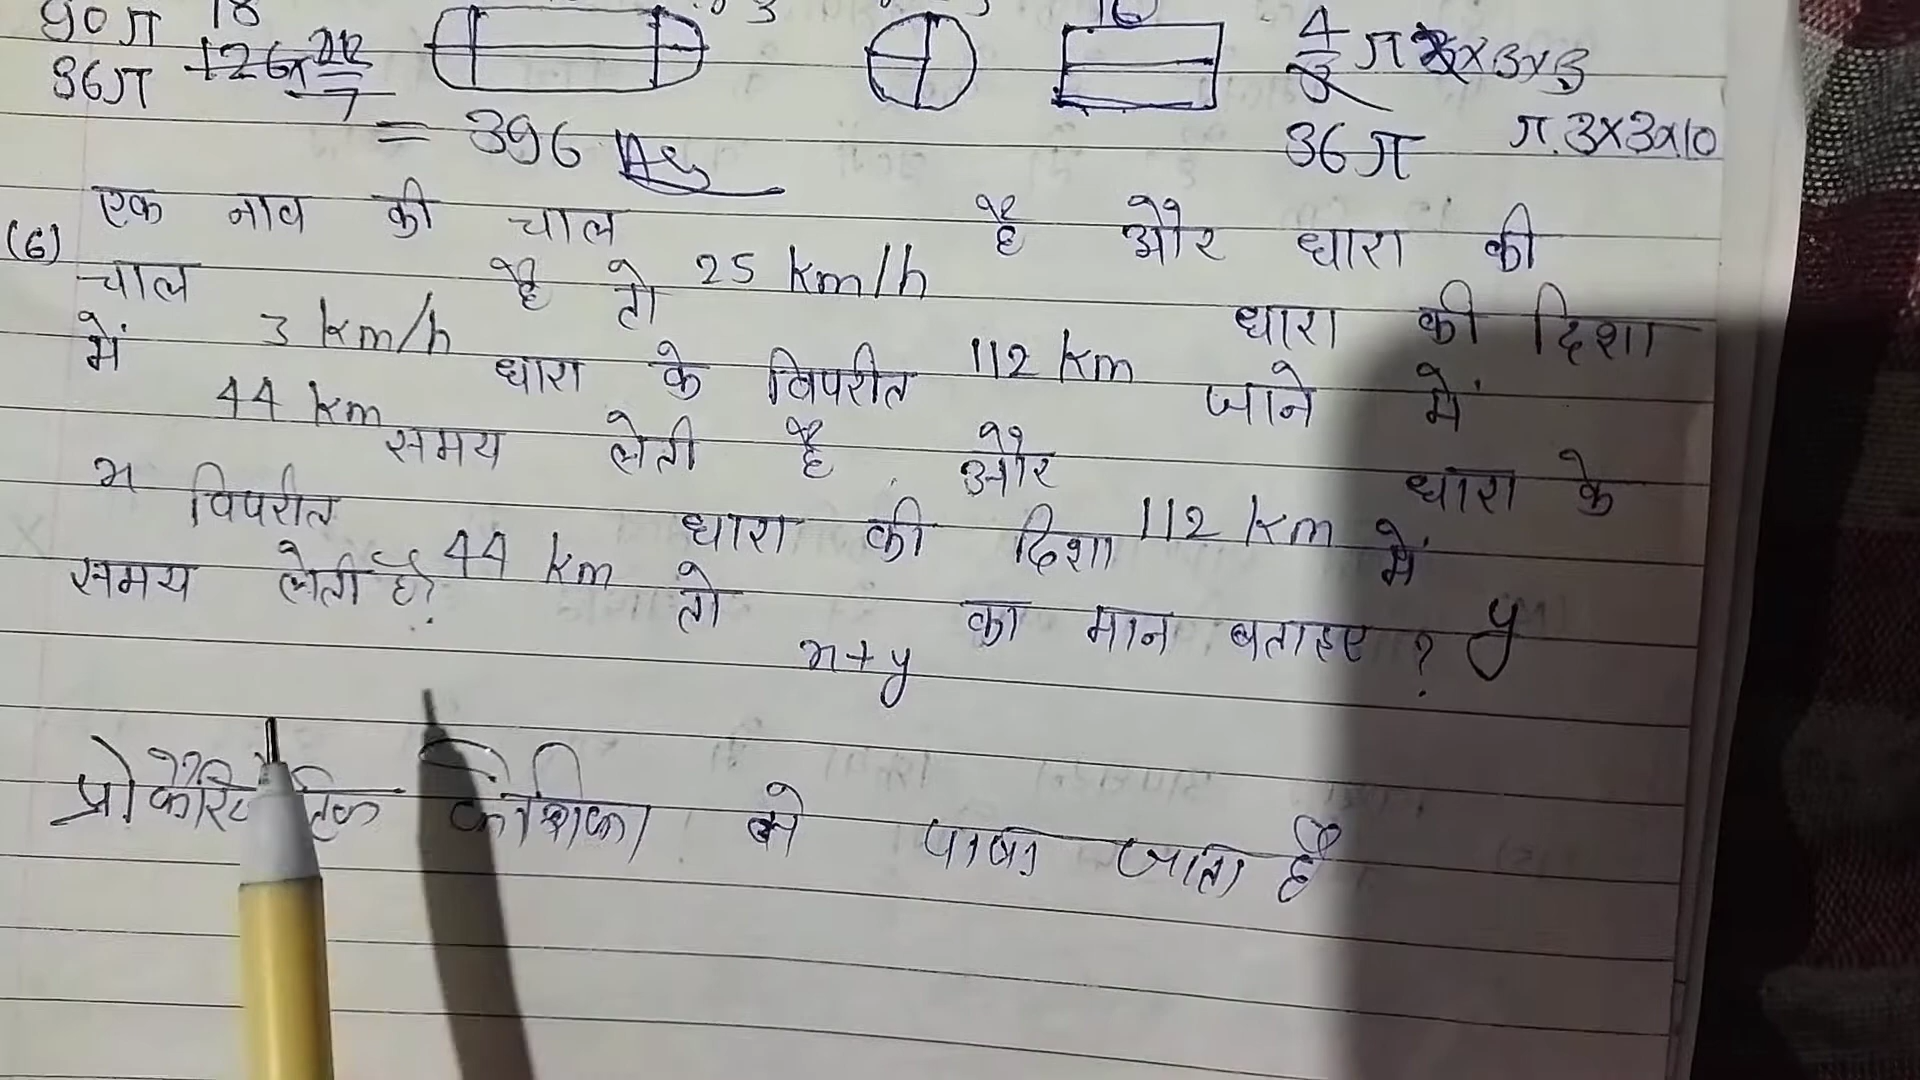 90π 18
36π 126×22/7
= 396 Ans
4/3 π 3×3×3
36π π.3×3×10
(6) एक नाव की चाल 25 km/h है और धारा की
चाल 3 km/h है तो 112 km धारा की दिशा
में 44 km धारा के विपरीत जाने में
x समय लेती है और 112 km धारा के
विपरीत 44 km धारा की दिशा में y
समय लेती है? तो x+y का मान बताइए ?
कोशिका में पाया जाता है